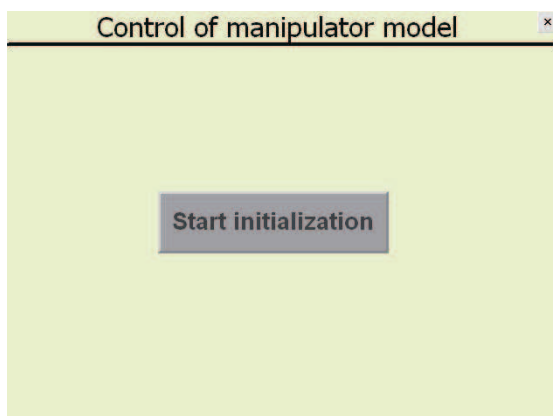 Control of manipulator model
×
Start initialization